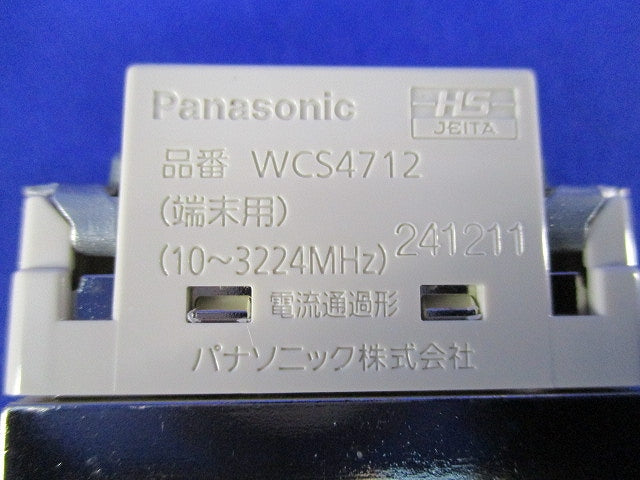 Panasonic
HS
JEITA
品番 WCS4712
(端末用)
(10～3224MHz) 241211
電流通過形
パナソニック株式会社